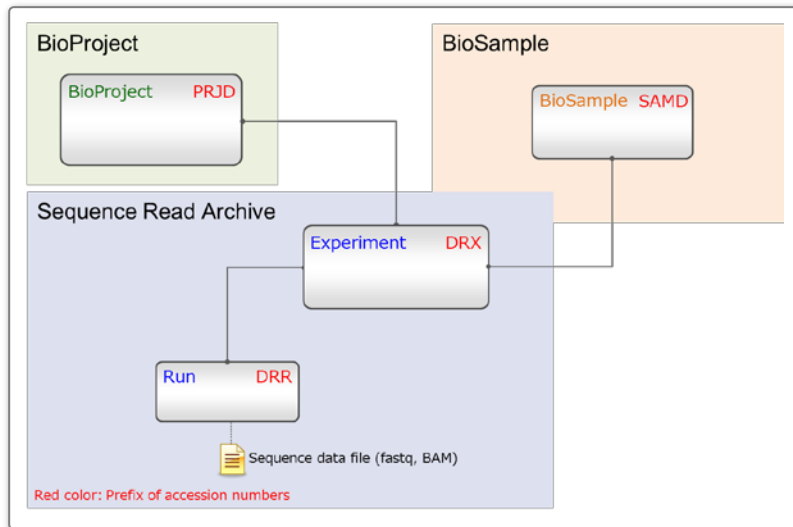 BioProject
BioSample
BioProject PRJD
BioSample SAMD
Sequence Read Archive
Experiment DRX
Run DRR
Sequence data file (fastq, BAM)
Red color: Prefix of accession numbers